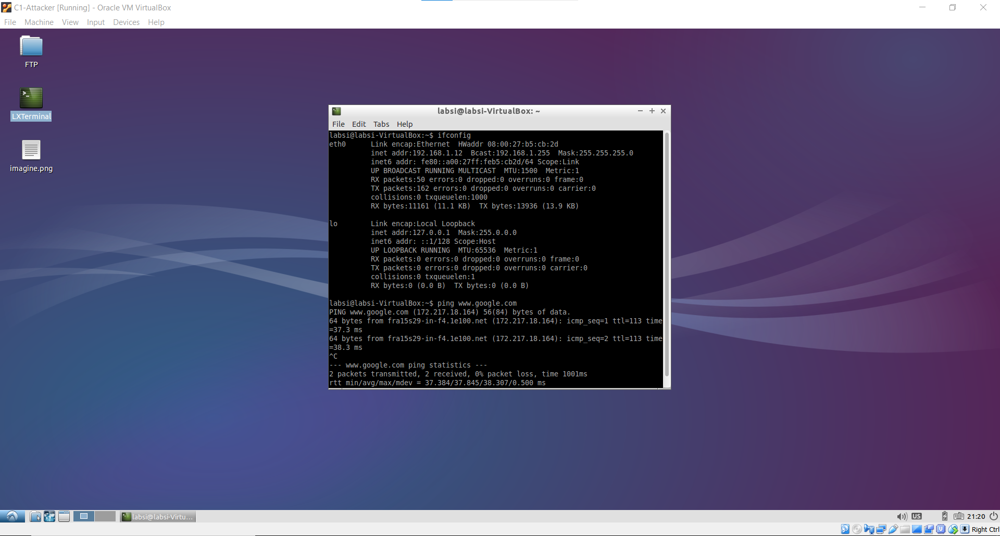 C1-Attacker [Running] - Oracle VM VirtualBox
File Machine View Input Devices Help
FTP
LXTerminal
imagine.png
labsi@labsi-VirtualBox: ~
File Edit Tabs Help
labsi@labsi-VirtualBox:~$ ifconfig
eth0 Link encap:Ethernet HWaddr 08:00:27:b5:cb:2d
inet addr:192.168.1.12 Bcast:192.168.1.255 Mask:255.255.255.0
inet6 addr: fe80::a00:27ff:feb5:cb2d/64 Scope:Link
UP BROADCAST RUNNING MULTICAST MTU:1500 Metric:1
RX packets:50 errors:0 dropped:0 overruns:0 frame:0
TX packets:162 errors:0 dropped:0 overruns:0 carrier:0
collisions:0 txqueuelen:1000
RX bytes:11161 (11.1 KB) TX bytes:13936 (13.9 KB)
lo Link encap:Local Loopback
inet addr:127.0.0.1 Mask:255.0.0.0
inet6 addr: ::1/128 Scope:Host
UP LOOPBACK RUNNING MTU:65536 Metric:1
RX packets:0 errors:0 dropped:0 overruns:0 frame:0
TX packets:0 errors:0 dropped:0 overruns:0 carrier:0
collisions:0 txqueuelen:1
RX bytes:0 (0.0 B) TX bytes:0 (0.0 B)
labsi@labsi-VirtualBox:~$ ping www.google.com
PING www.google.com (172.217.18.164) 56(84) bytes of data.
64 bytes from fra15s29-in-f4.1e100.net (172.217.18.164): icmp_seq=1 ttl=113 time
=37.3 ms
64 bytes from fra15s29-in-f4.1e100.net (172.217.18.164): icmp_seq=2 ttl=113 time
=38.3 ms
^C
--- www.google.com ping statistics ---
2 packets transmitted, 2 received, 0% packet loss, time 1001ms
rtt min/avg/max/mdev = 37.384/37.845/38.307/0.500 ms
labsi@labsi-Virtu...
US
21:20
Right Ctrl